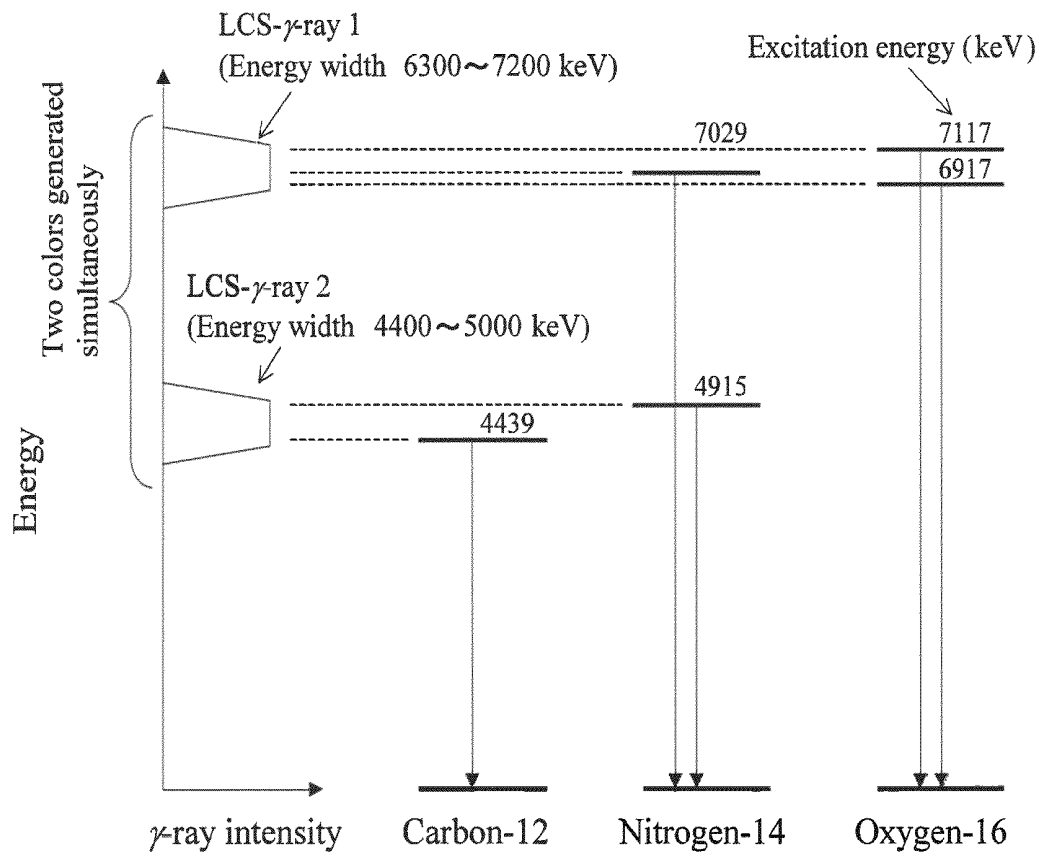 LCS-γ-ray 1
(Energy width 6300～7200 keV)
Excitation energy (keV)
7029
7117
6917
Two colors generated
simultaneously
LCS-γ-ray 2
(Energy width 4400～5000 keV)
4915
4439
Energy
γ-ray intensity
Carbon-12
Nitrogen-14
Oxygen-16